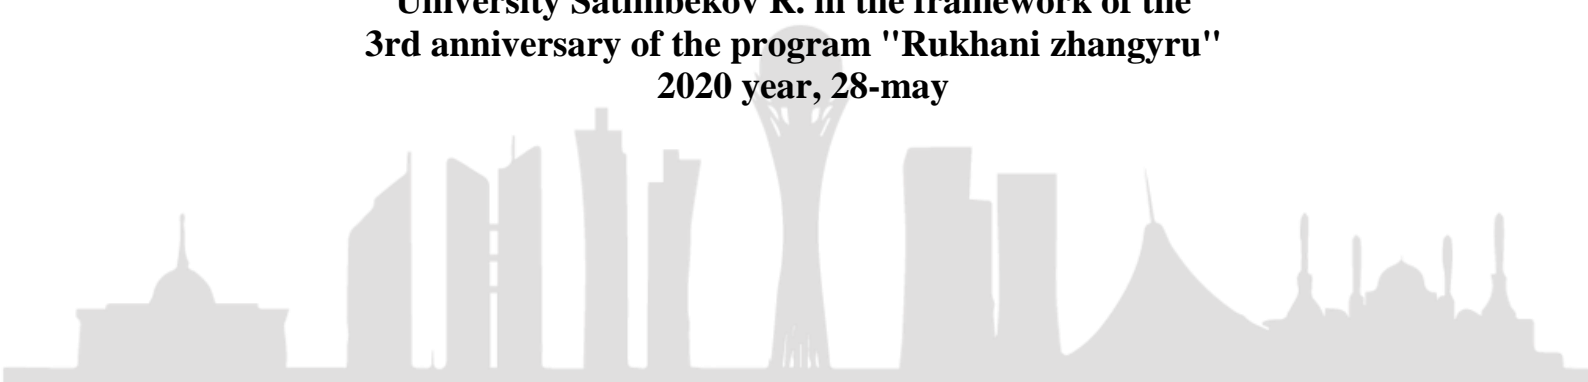 University Satimbekov R. in the framework of the
3rd anniversary of the program "Rukhani zhangyru"
2020 year, 28-may